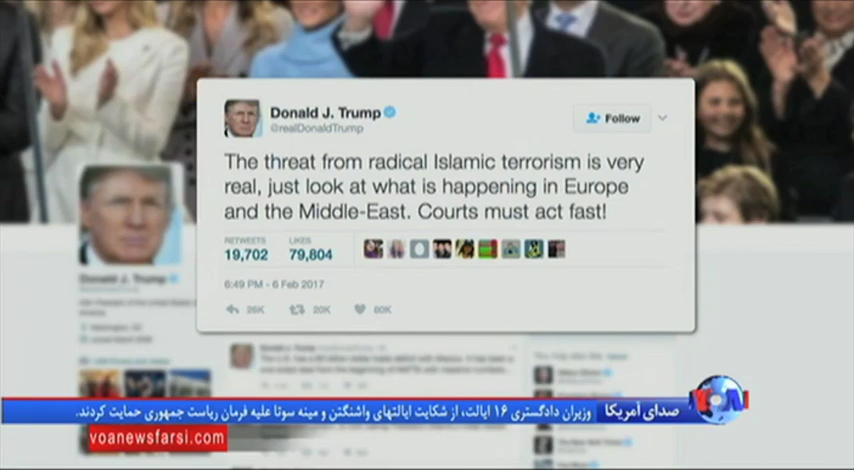 Donald J. Trump
@realDonaldTrump
Follow
The threat from radical Islamic terrorism is very
real, just look at what is happening in Europe
and the Middle-East. Courts must act fast!
RETWEETS LIKES
19,702 79,804
6:49 PM - 6 Feb 2017
26K 20K 80K
Donald J. Trump
صدای آمریکا وزیران دادگستری ۱۶ ایالت، از شکایت ایالتهای واشنگتن و مینه سوتا علیه فرمان ریاست جمهوری حمایت کردند.
VOA
voanewsfarsi.com